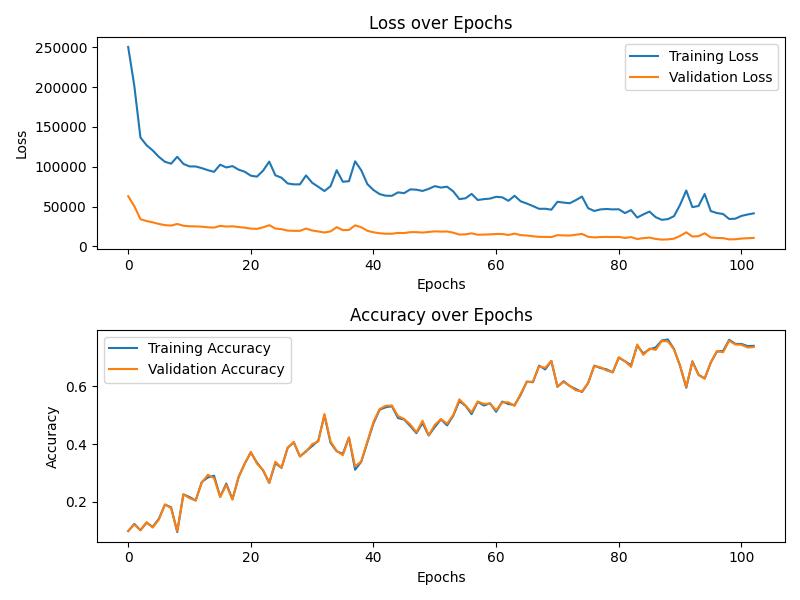 Loss over Epochs
250000
200000
150000
100000
50000
0
Loss
Training Loss
Validation Loss
0 20 40 60 80 100
Epochs
Accuracy over Epochs
0.6
0.4
0.2
Accuracy
Training Accuracy
Validation Accuracy
0 20 40 60 80 100
Epochs